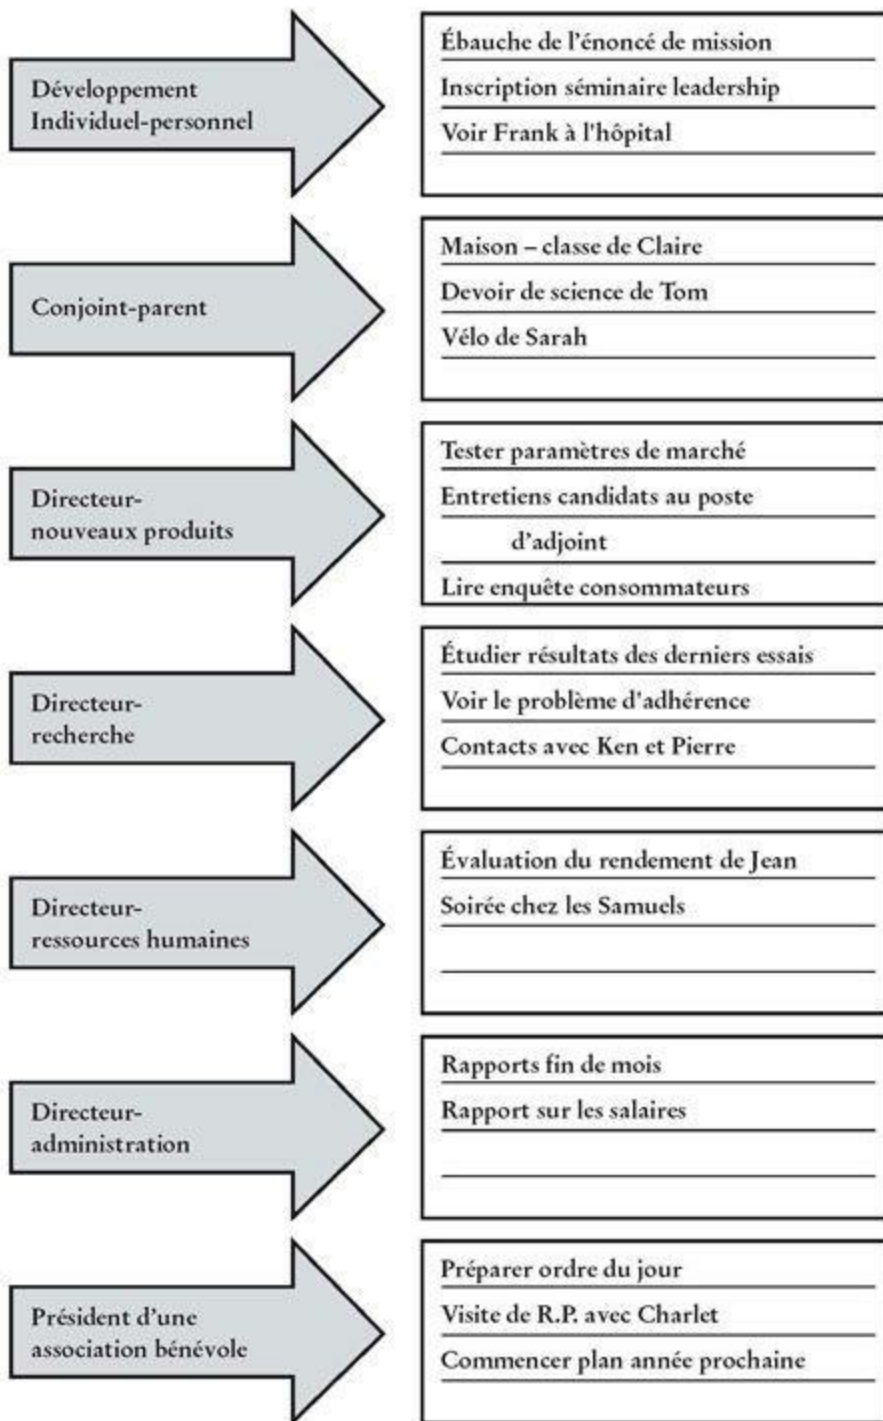 Développement
Individuel-personnel
Ébauche de l'énoncé de mission
Inscription séminaire leadership
Voir Frank à l'hôpital
Conjoint-parent
Maison – classe de Claire
Devoir de science de Tom
Vélo de Sarah
Directeur-
nouveaux produits
Tester paramètres de marché
Entretiens candidats au poste
d'adjoint
Lire enquête consommateurs
Directeur-
recherche
Étudier résultats des derniers essais
Voir le problème d'adhérence
Contacts avec Ken et Pierre
Directeur-
ressources humaines
Évaluation du rendement de Jean
Soirée chez les Samuels
Directeur-
administration
Rapports fin de mois
Rapport sur les salaires
Président d'une
association bénévole
Préparer ordre du jour
Visite de R.P. avec Charlet
Commencer plan année prochaine